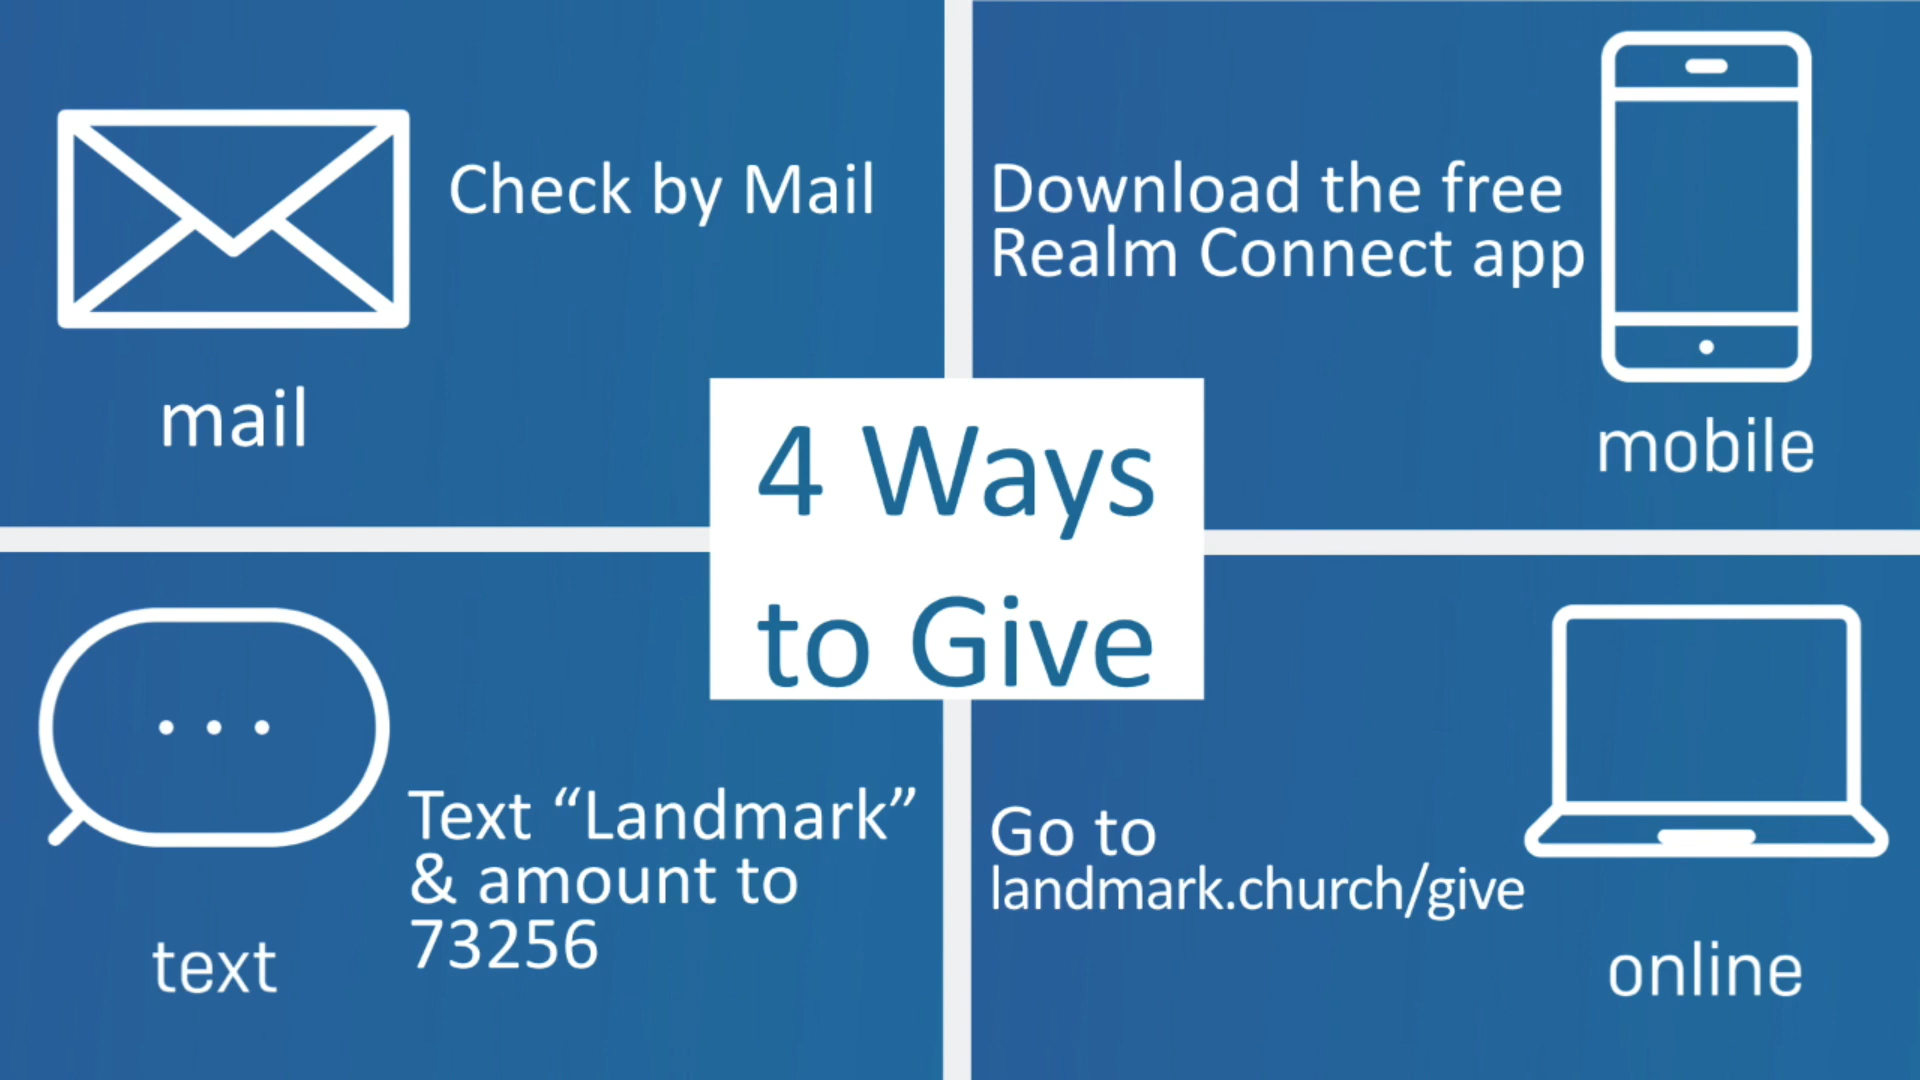 Check by Mail
mail
Download the free
Realm Connect app
mobile
4 Ways
to Give
Text “Landmark”
& amount to
73256
text
Go to
landmark.church/give
online